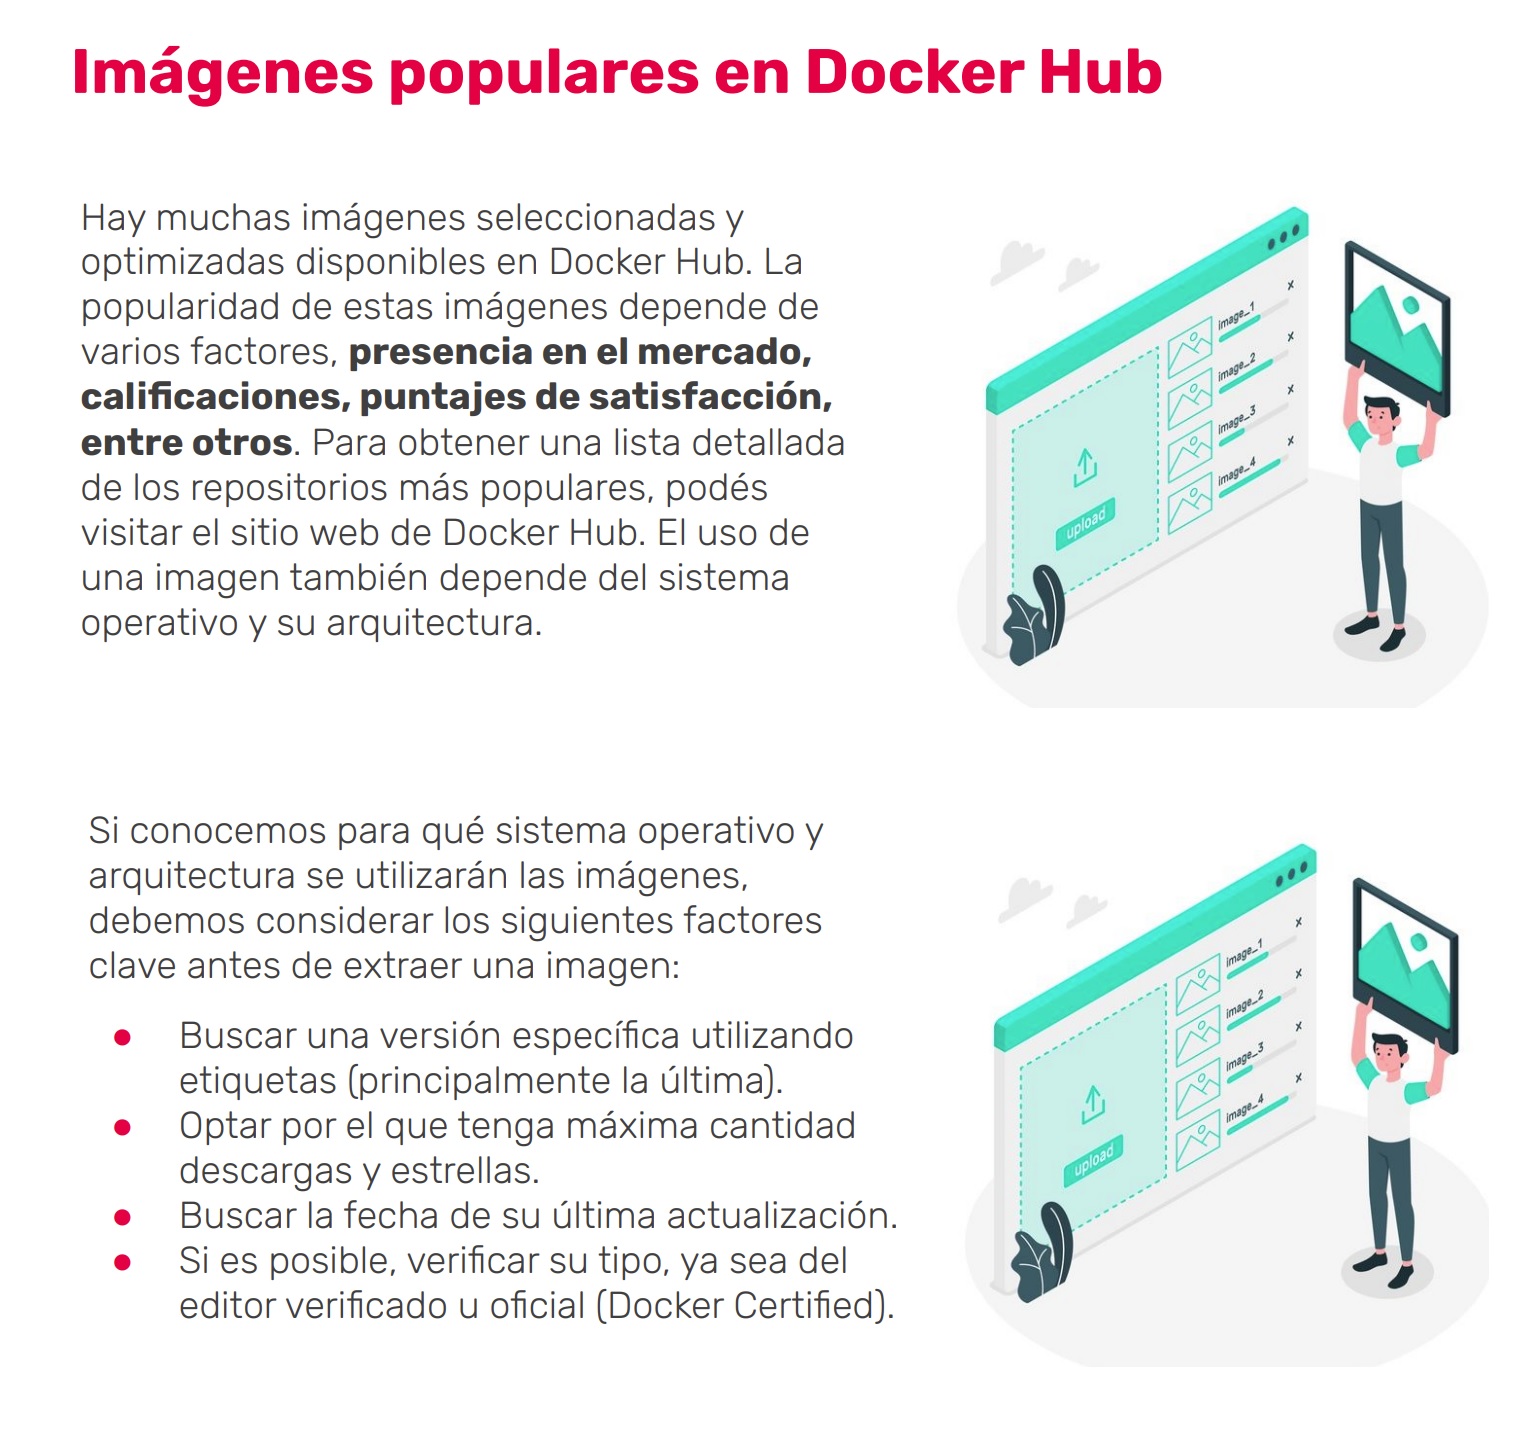 Imágenes populares en Docker Hub
Hay muchas imágenes seleccionadas y
optimizadas disponibles en Docker Hub. La
popularidad de estas imágenes depende de
varios factores, presencia en el mercado,
calificaciones, puntajes de satisfacción,
entre otros. Para obtener una lista detallada
de los repositorios más populares, podés
visitar el sitio web de Docker Hub. El uso de
una imagen también depende del sistema
operativo y su arquitectura.
image_1
x
image_2
x
image_3
x
image_4
x
upload
Si conocemos para qué sistema operativo y
arquitectura se utilizarán las imágenes,
debemos considerar los siguientes factores
clave antes de extraer una imagen:
● Buscar una versión específica utilizando
etiquetas (principalmente la última).
● Optar por el que tenga máxima cantidad
descargas y estrellas.
● Buscar la fecha de su última actualización.
● Si es posible, verificar su tipo, ya sea del
editor verificado u oficial (Docker Certified).
image_1
x
image_2
x
image_3
x
image_4
x
upload